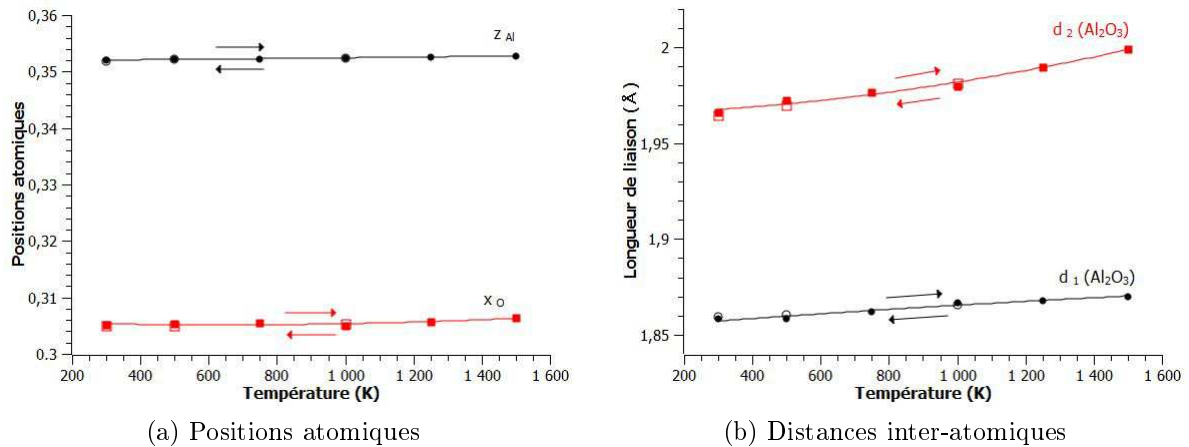 0,36
0,35
0,34
0,33
0,32
0,31
0.3
Positions atomiques
z Al
x O
200 400 600 800 1 000 1 200 1 400 1 600
Température (K)
(a) Positions atomiques
2
1,95
1,9
1,85
Longueur de liaison ( Å )
d 2 (Al2O3)
d 1 (Al2O3)
200 400 600 800 1 000 1 200 1 400 1 600
Température (K)
(b) Distances inter-atomiques